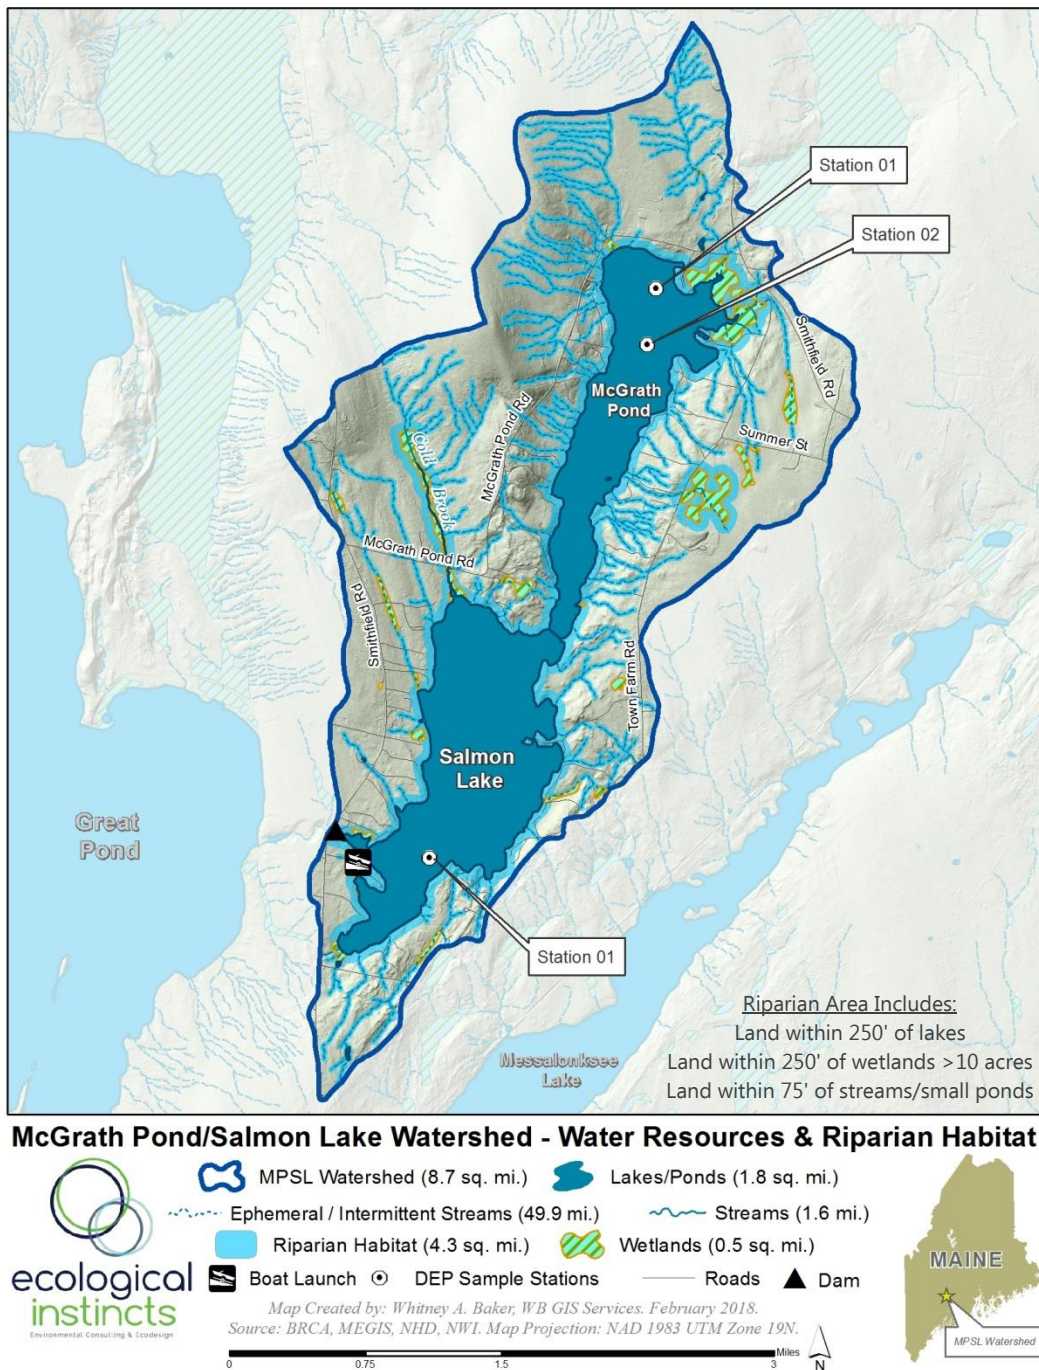 Station 01
Station 02
McGrath
Pond
Smithfield Rd
Summer St
McGrath Pond Rd
Cold Brook
McGrath Pond Rd
Smithfield Rd
Town Farm Rd
Salmon
Lake
Great
Pond
Station 01
Messalonksee
Lake
Riparian Area Includes:
Land within 250' of lakes
Land within 250' of wetlands >10 acres
Land within 75' of streams/small ponds
McGrath Pond/Salmon Lake Watershed - Water Resources & Riparian Habitat
MPSL Watershed (8.7 sq. mi.) Lakes/Ponds (1.8 sq. mi.)
Ephemeral / Intermittent Streams (49.9 mi.) Streams (1.6 mi.)
Riparian Habitat (4.3 sq. mi.) Wetlands (0.5 sq. mi.)
Boat Launch DEP Sample Stations Roads Dam
ecological
instincts
Environmental Consulting & Ecodesign
Map Created by: Whitney A. Baker, WB GIS Services. February 2018.
Source: BRCA, MEGIS, NHD, NWI. Map Projection: NAD 1983 UTM Zone 19N.
Miles
0 0.75 1.5 3
N
MAINE
MPSL Watershed